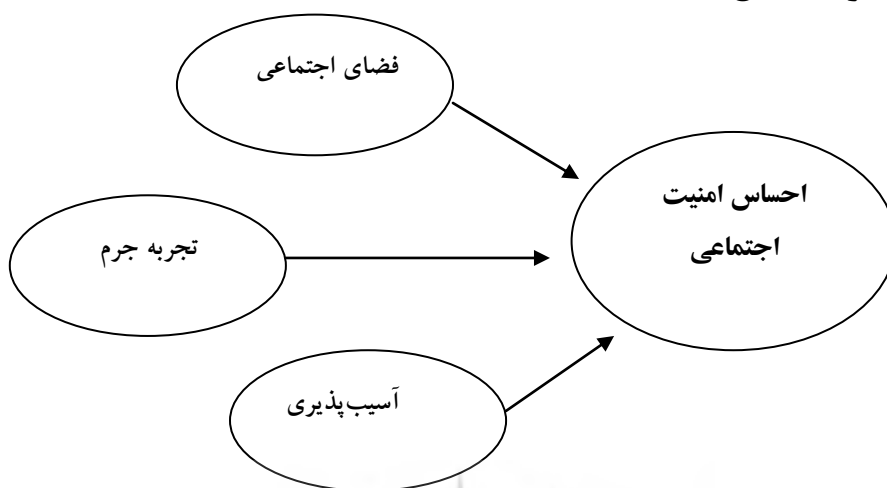 فضای اجتماعی
احساس امنیت
اجتماعی
تجربه جرم
آسیب‌پذیری